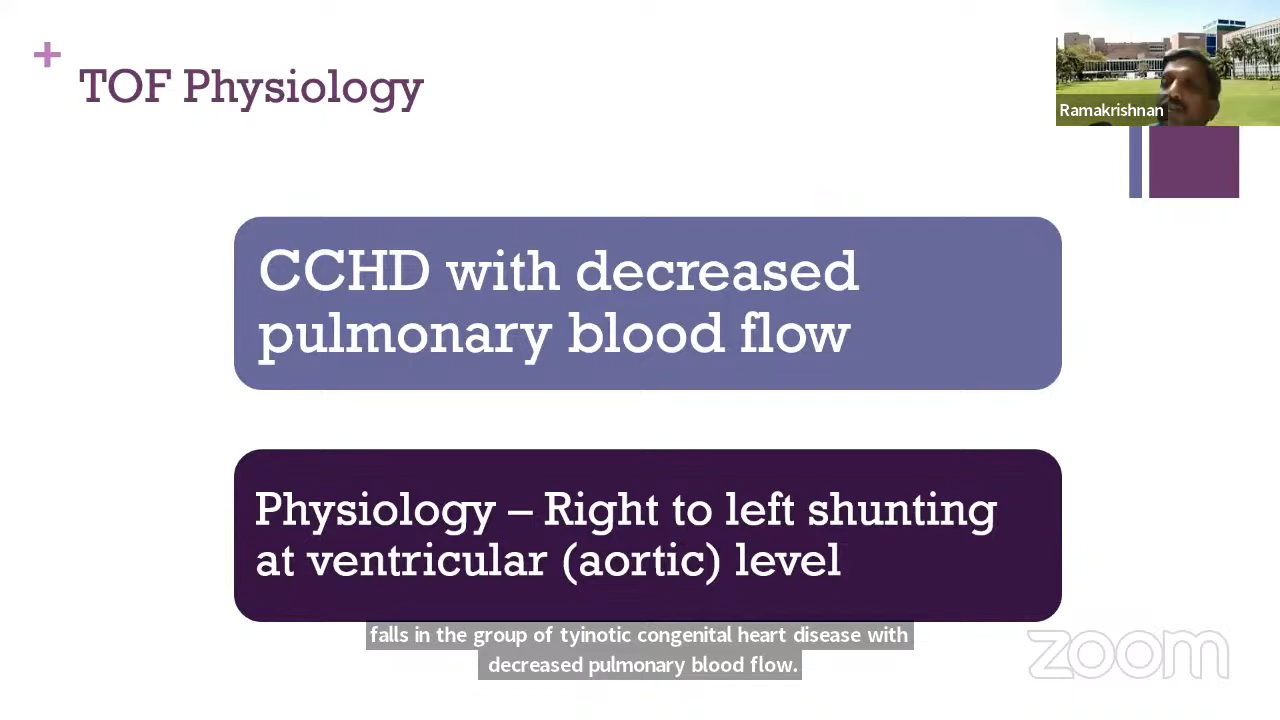 +
TOF Physiology
Ramakrishnan
CCHD with decreased
pulmonary blood flow
Physiology – Right to left shunting
at ventricular (aortic) level
falls in the group of tyinotic congenital heart disease with
decreased pulmonary blood flow.
zoom